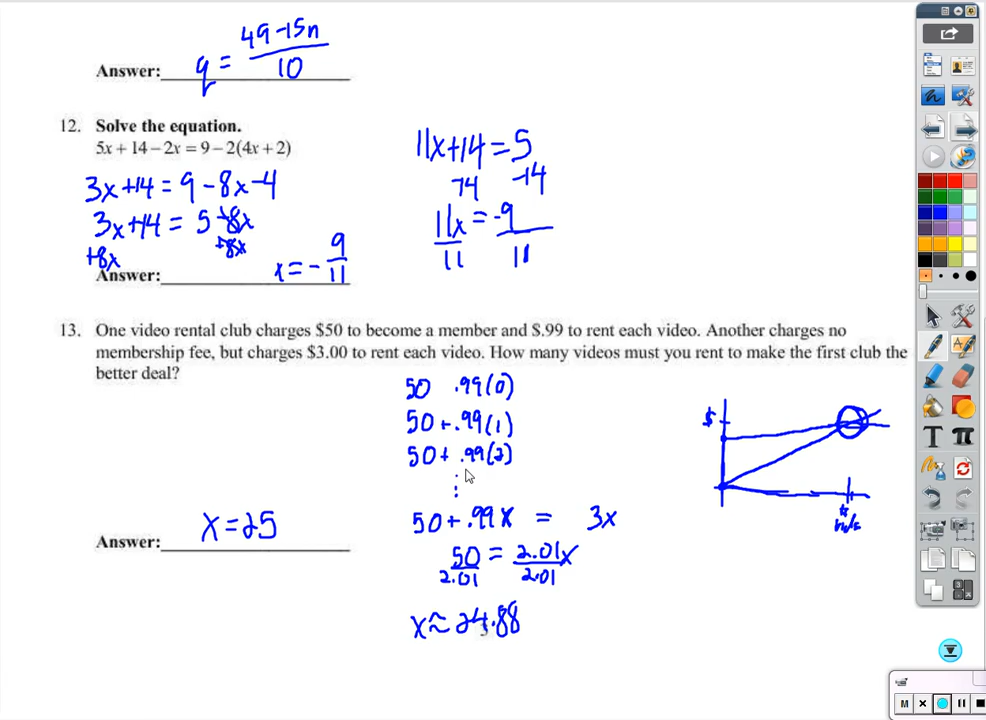 q = 49-15n
10
Answer:
12. Solve the equation.
5x + 14 – 2x = 9 – 2(4x + 2)
3x+14 = 9 - 8x -4
3x+14 = 5 -8x
+8x +8x
x = - 9
11
Answer:
11x+14 = 5
-14 -14
11x = -9
11 11
13. One video rental club charges $50 to become a member and $.99 to rent each video. Another charges no
membership fee, but charges $3.00 to rent each video. How many videos must you rent to make the first club the
better deal?
50 .99(0)
50 + .99(1)
50 + .99(2)
⋮
50 + .99x = 3x
50 = 2.01x
2.01 2.01
x ≈ 24.88
x = 25
Answer:
$
M